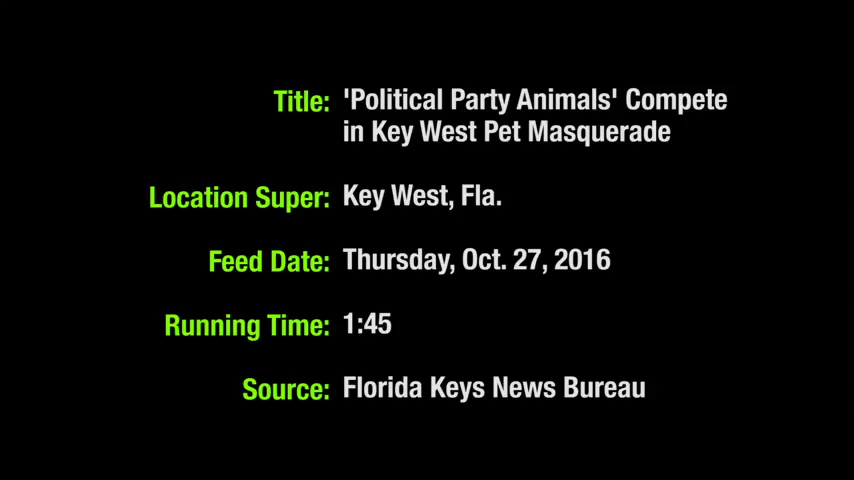 Title: 'Political Party Animals' Compete
in Key West Pet Masquerade
Location Super: Key West, Fla.
Feed Date: Thursday, Oct. 27, 2016
Running Time: 1:45
Source: Florida Keys News Bureau